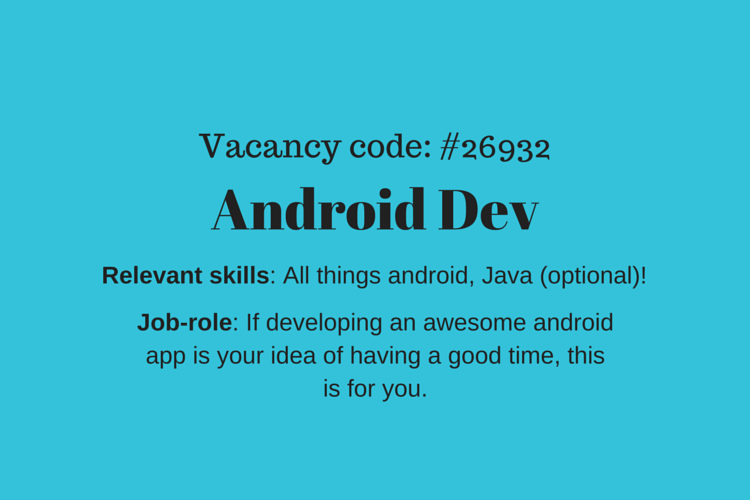 Vacancy code: #26932
Android Dev
Relevant skills: All things android, Java (optional)!
Job-role: If developing an awesome android
app is your idea of having a good time, this
is for you.